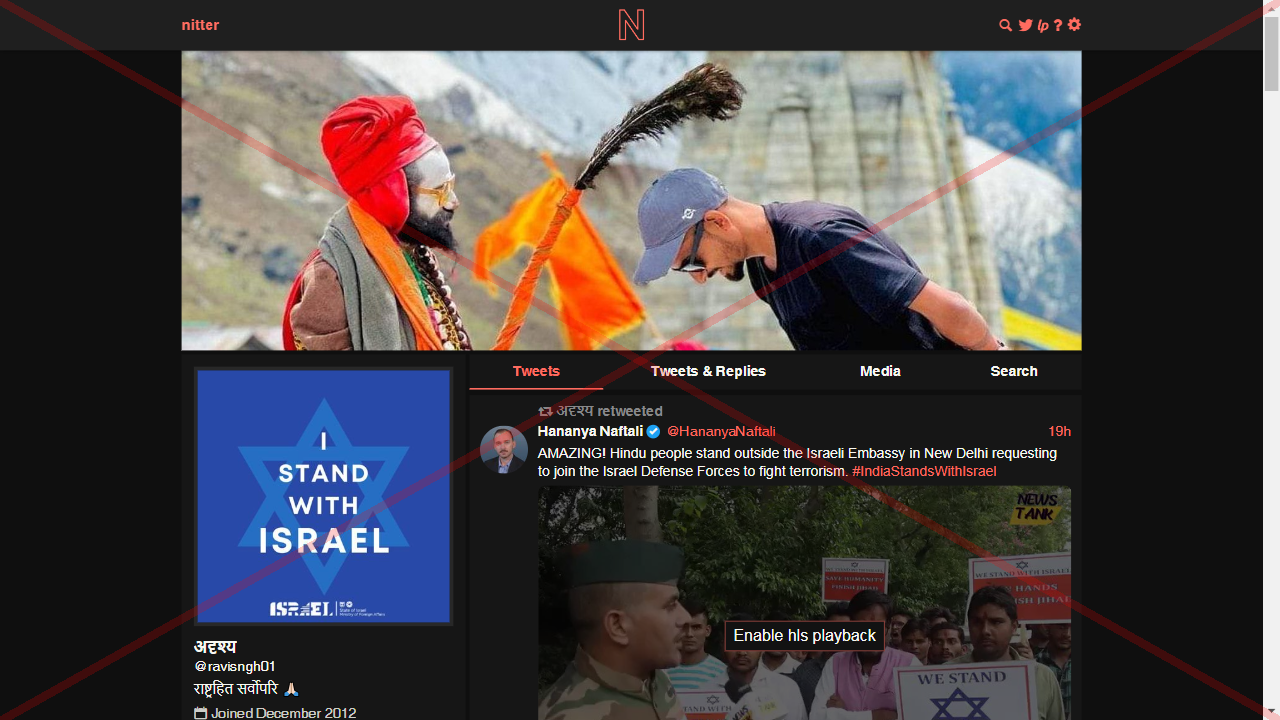 nitter
N
lp ?
Tweets
Tweets & Replies
Media
Search
अदृश्य retweeted
Hananya Naftali @HananyaNaftali 19h
AMAZING! Hindu people stand outside the Israeli Embassy in New Delhi requesting
to join the Israel Defense Forces to fight terrorism. #IndiaStandsWithIsrael
NEWS
TANK
WE STAND WITH ISRAEL
SAVE HUMANITY
HANDS
Enable hls playback
WE STAND
I
STAND
WITH
ISRAEL
ISRAEL
State of Israel
Ministry of Foreign Affairs
अदृश्य
@ravisngh01
राष्ट्रहित सर्वोपरि 🙏🏻
Joined December 2012